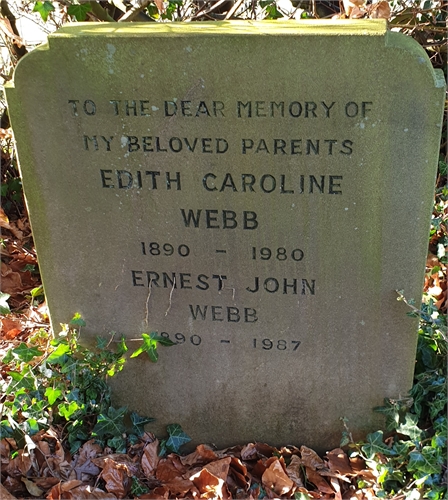 TO THE DEAR MEMORY OF
MY BELOVED PARENTS
EDITH CAROLINE
WEBB
1890 - 1980
ERNEST JOHN
WEBB
890 - 1987